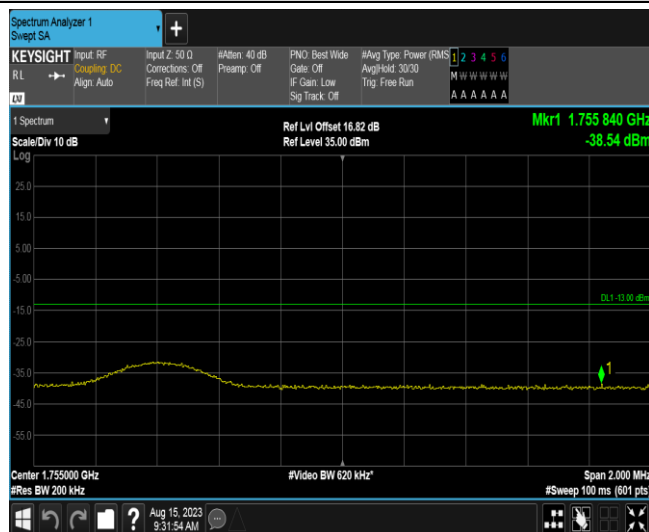 Spectrum Analyzer 1
Swept SA
+
KEYSIGHT
RL
LXI
Input: RF
Coupling: DC
Align: Auto
Input Z: 50 Ω
Corrections: Off
Freq Ref: Int (S)
#Atten: 40 dB
Preamp: Off
PNO: Best Wide
Gate: Off
IF Gain: Low
Sig Track: Off
#Avg Type: Power (RMS
Avg|Hold: 30/30
Trig: Free Run
1 2 3 4 5 6
M W W W W W
A A A A A A
1 Spectrum
Scale/Div 10 dB
Log
Ref Lvl Offset 16.82 dB
Ref Level 35.00 dBm
Mkr1 1.755 840 GHz
-38.54 dBm
25.0
15.0
5.00
-5.00
DL1 -13.00 dBm
-15.0
-25.0
-35.0
1
-45.0
-55.0
Center 1.755000 GHz
#Res BW 200 kHz
#Video BW 620 kHz*
Span 2.000 MHz
#Sweep 100 ms (601 pts)
?
Aug 15, 2023
9:31:54 AM